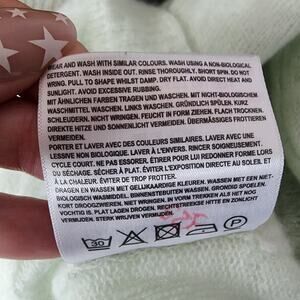 WEAR AND WASH WITH SIMILAR COLOURS. WASH USING A NON-BIOLOGICAL
DETERGENT. WASH INSIDE OUT. RINSE THOROUGHLY. SHORT SPIN. DO NOT
WRING. PULL TO SHAPE WHILST DAMP. DRY FLAT. AVOID DIRECT HEAT AND
SUNLIGHT. AVOID EXCESSIVE RUBBING.
MIT ÄHNLICHEN FARBEN TRAGEN UND WASCHEN. MIT NICHT-BIOLOGISCHEM
WASCHMITTEL WASCHEN. LINKS WASCHEN. GRÜNDLICH SPÜLEN. KURZ
SCHLEUDERN. NICHT WRINGEN. FEUCHT IN FORM ZIEHEN. FLACH TROCKNEN.
DIREKTE HITZE UND SONNENLICHT VERMEIDEN. ÜBERMÄSSIGES FROTTIEREN
VERMEIDEN.
PORTER ET LAVER AVEC DES COULEURS SIMILAIRES. LAVER AVEC UNE
LESSIVE NON BIOLOGIQUE. LAVER À L'ENVERS. RINCER SOIGNEUSEMENT.
CYCLE COURT. NE PAS ESSORER. ÉTIRER POUR LUI REDONNER FORME LORS
DU SÉCHAGE. SÉCHER À PLAT. ÉVITER L'EXPOSITION DIRECTE AU SOLEIL ET
À LA CHALEUR. ÉVITER DE TROP FROTTER.
DRAGEN EN WASSEN MET GELIJKAARDIGE KLEUREN. WASSEN MET EEN NIET-
BIOLOGISCH WASMIDDEL. BINNENSTEBUITEN WASSEN. GRONDIG SPOELEN.
KORT DROOGZWIEREN. NIET WRINGEN. IN VORM TREKKEN ALS HET NOG
VOCHTIG IS. PLAT LATEN DROGEN. RECHTSTREEKSE HITTE EN ZONLICHT
VERMIJDEN. STERK WRIJVEN VERMIJDEN.
30
P